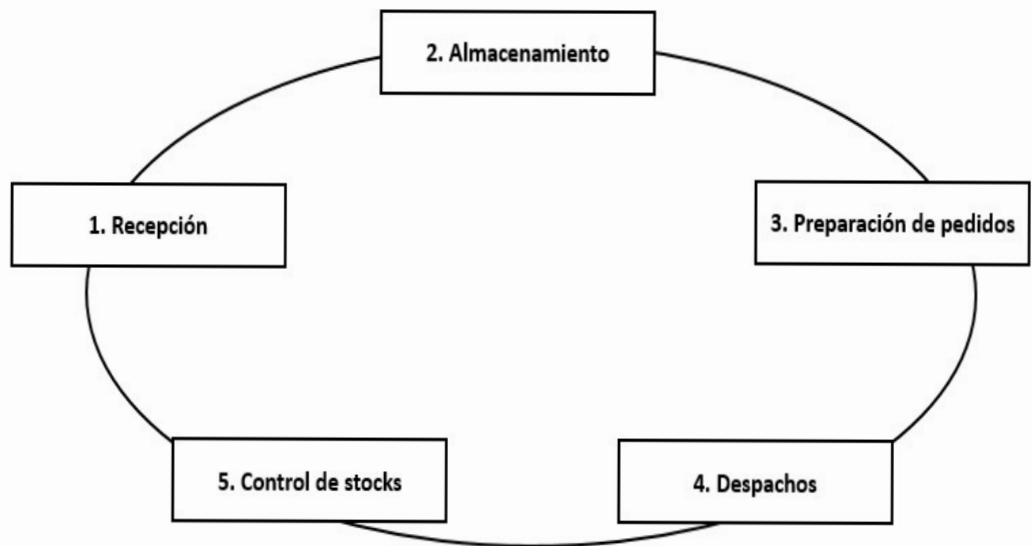 2. Almacenamiento
1. Recepción
3. Preparación de pedidos
5. Control de stocks
4. Despachos